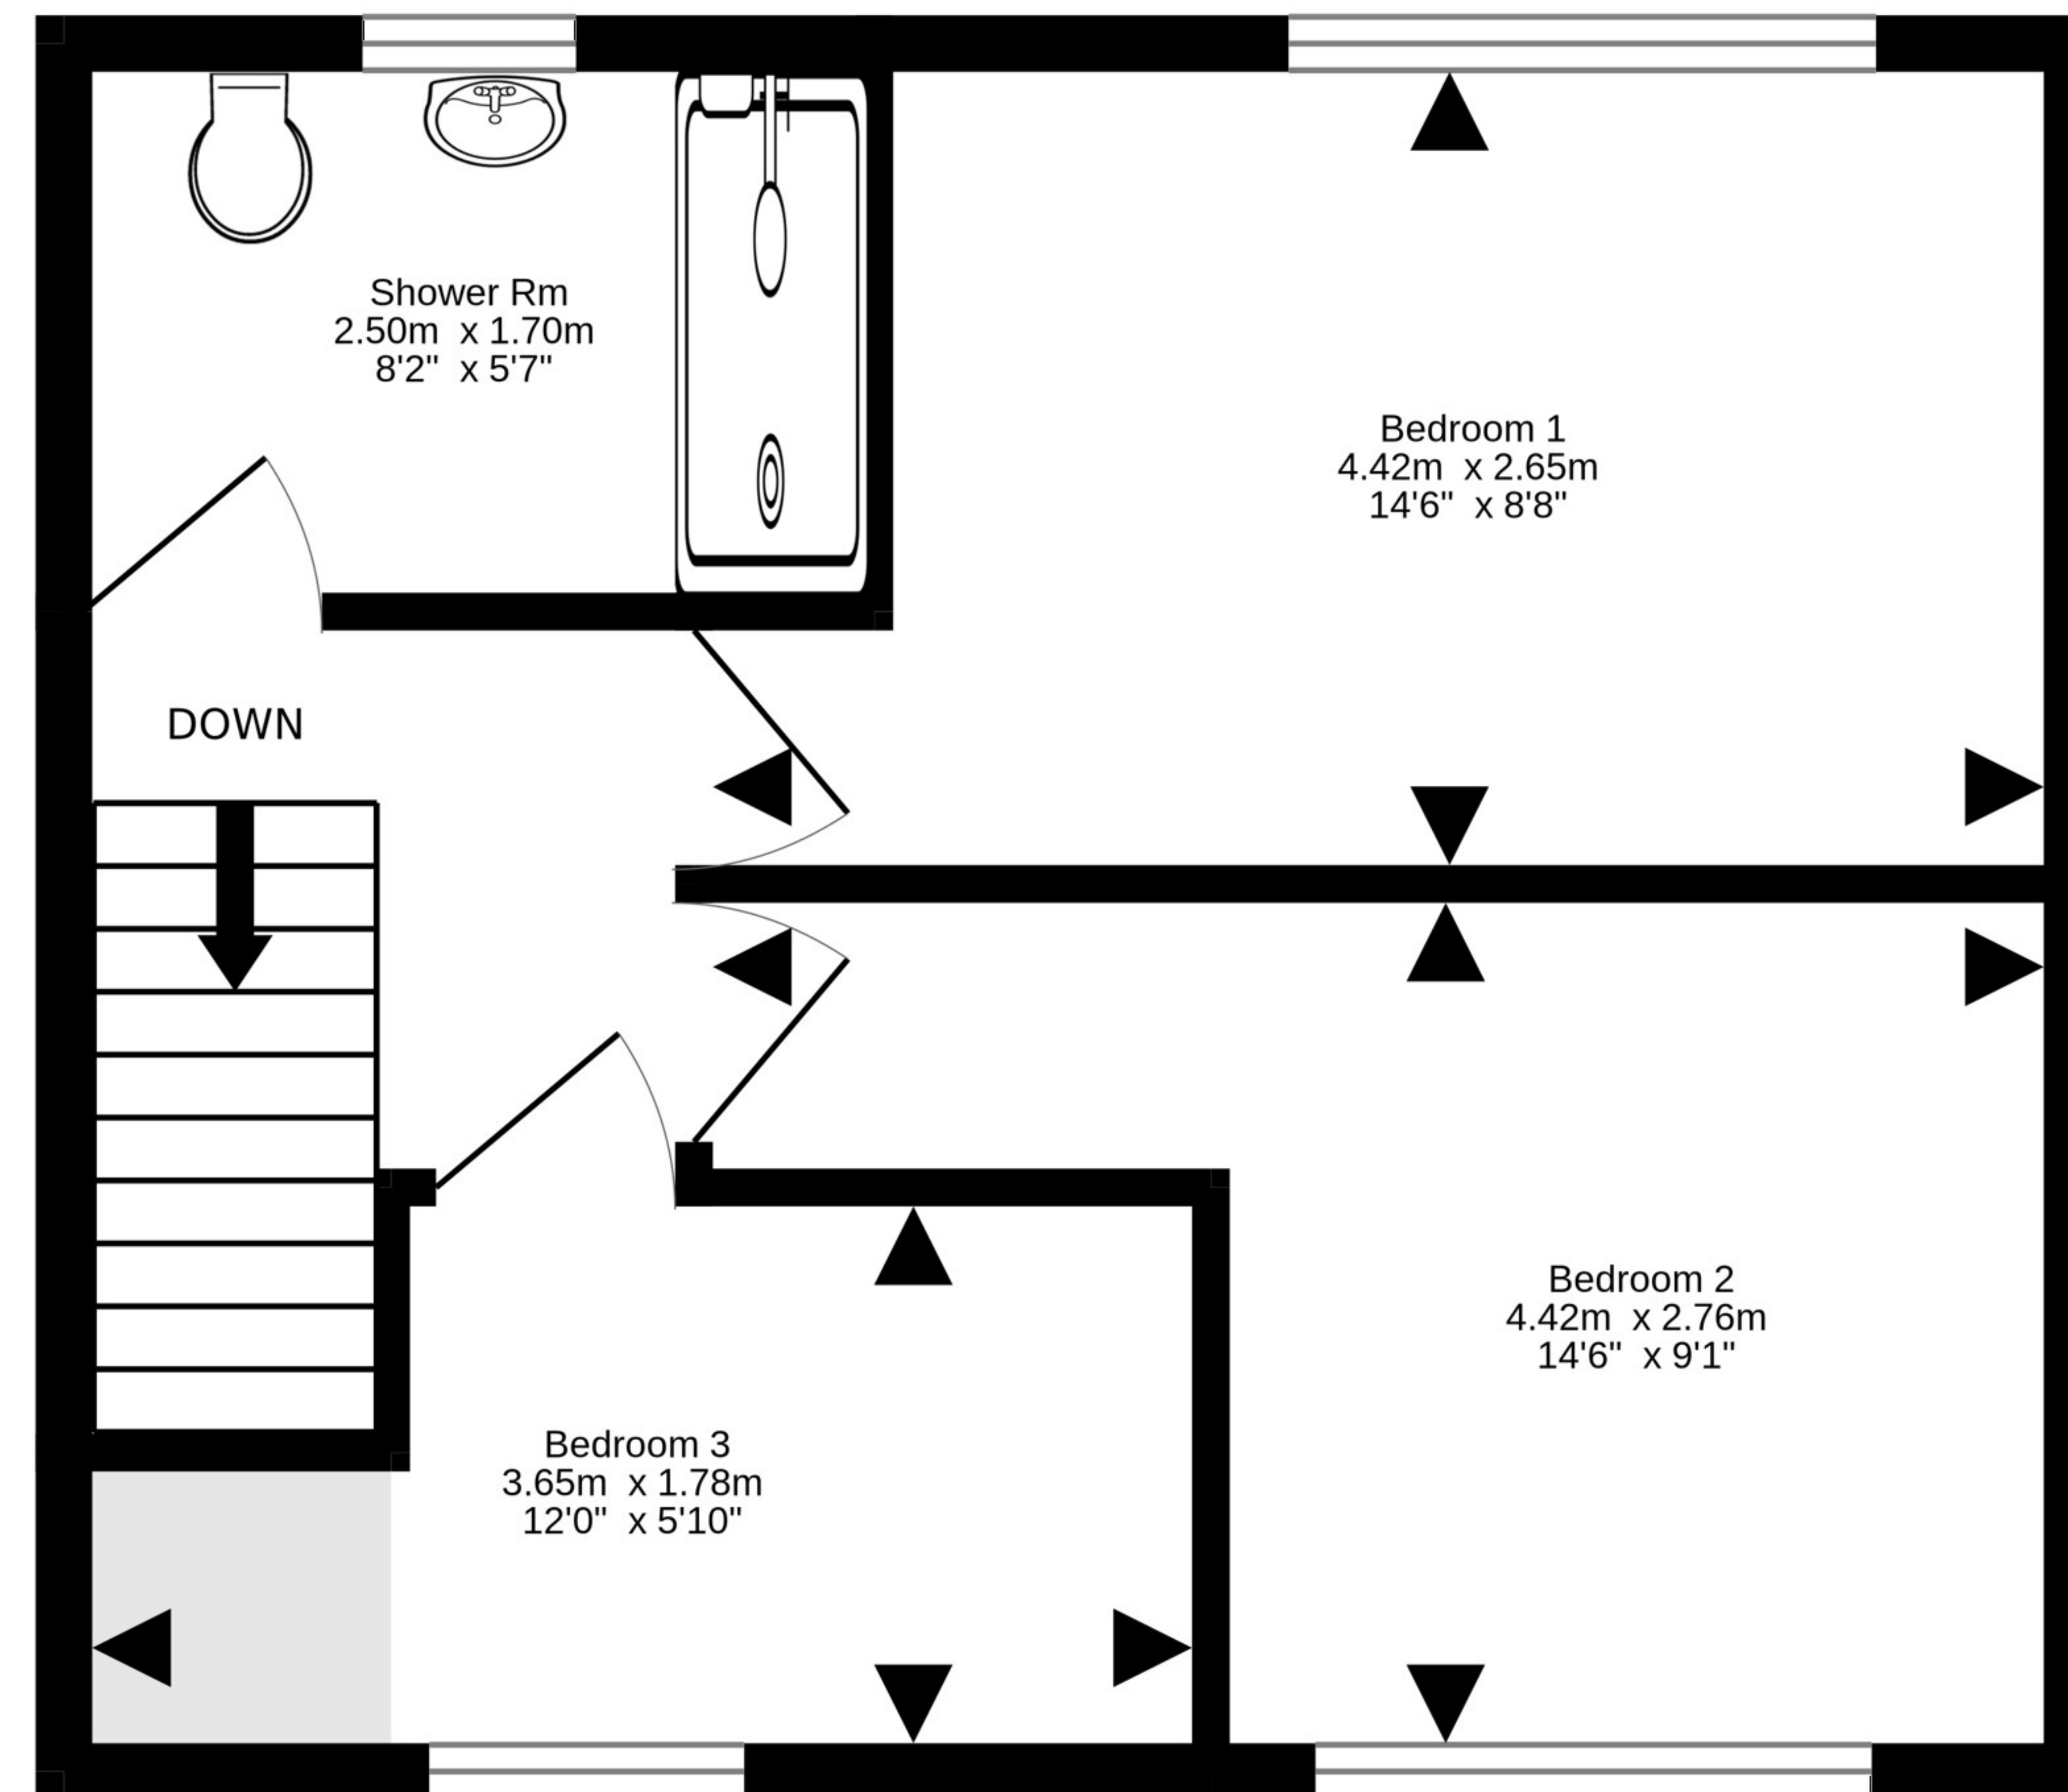 Shower Rm
2.50m x 1.70m
8'2" x 5'7"
Bedroom 1
4.42m x 2.65m
14'6" x 8'8"
DOWN
Bedroom 2
4.42m x 2.76m
14'6" x 9'1"
Bedroom 3
3.65m x 1.78m
12'0" x 5'10"